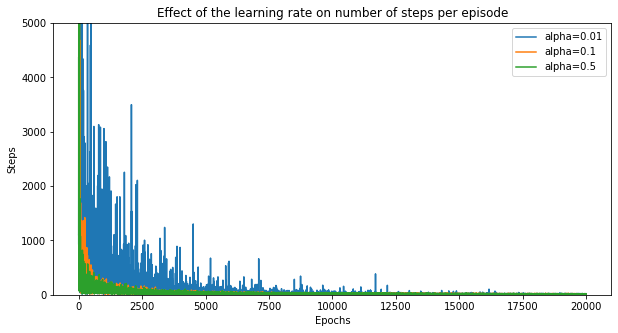 Effect of the learning rate on number of steps per episode
alpha=0.01
alpha=0.1
alpha=0.5
Steps
5000
4000
3000
2000
1000
0
0 2500 5000 7500 10000 12500 15000 17500 20000
Epochs